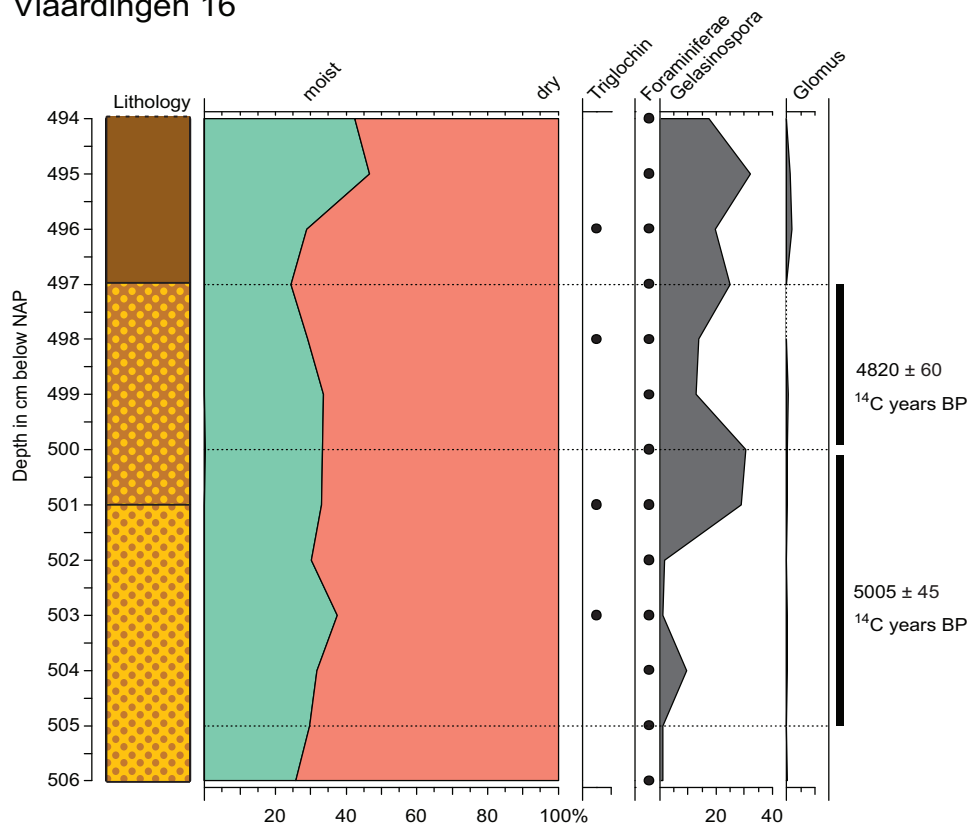 Vlaardingen 16
Lithology
moist
dry
Triglochin
Foraminiferae
Gelasinospora
Glomus
Depth in cm below NAP
494
495
496
497
498
499
500
501
502
503
504
505
506
4820 ± 60
¹⁴C years BP
5005 ± 45
¹⁴C years BP
20 40 60 80 100% 20 40